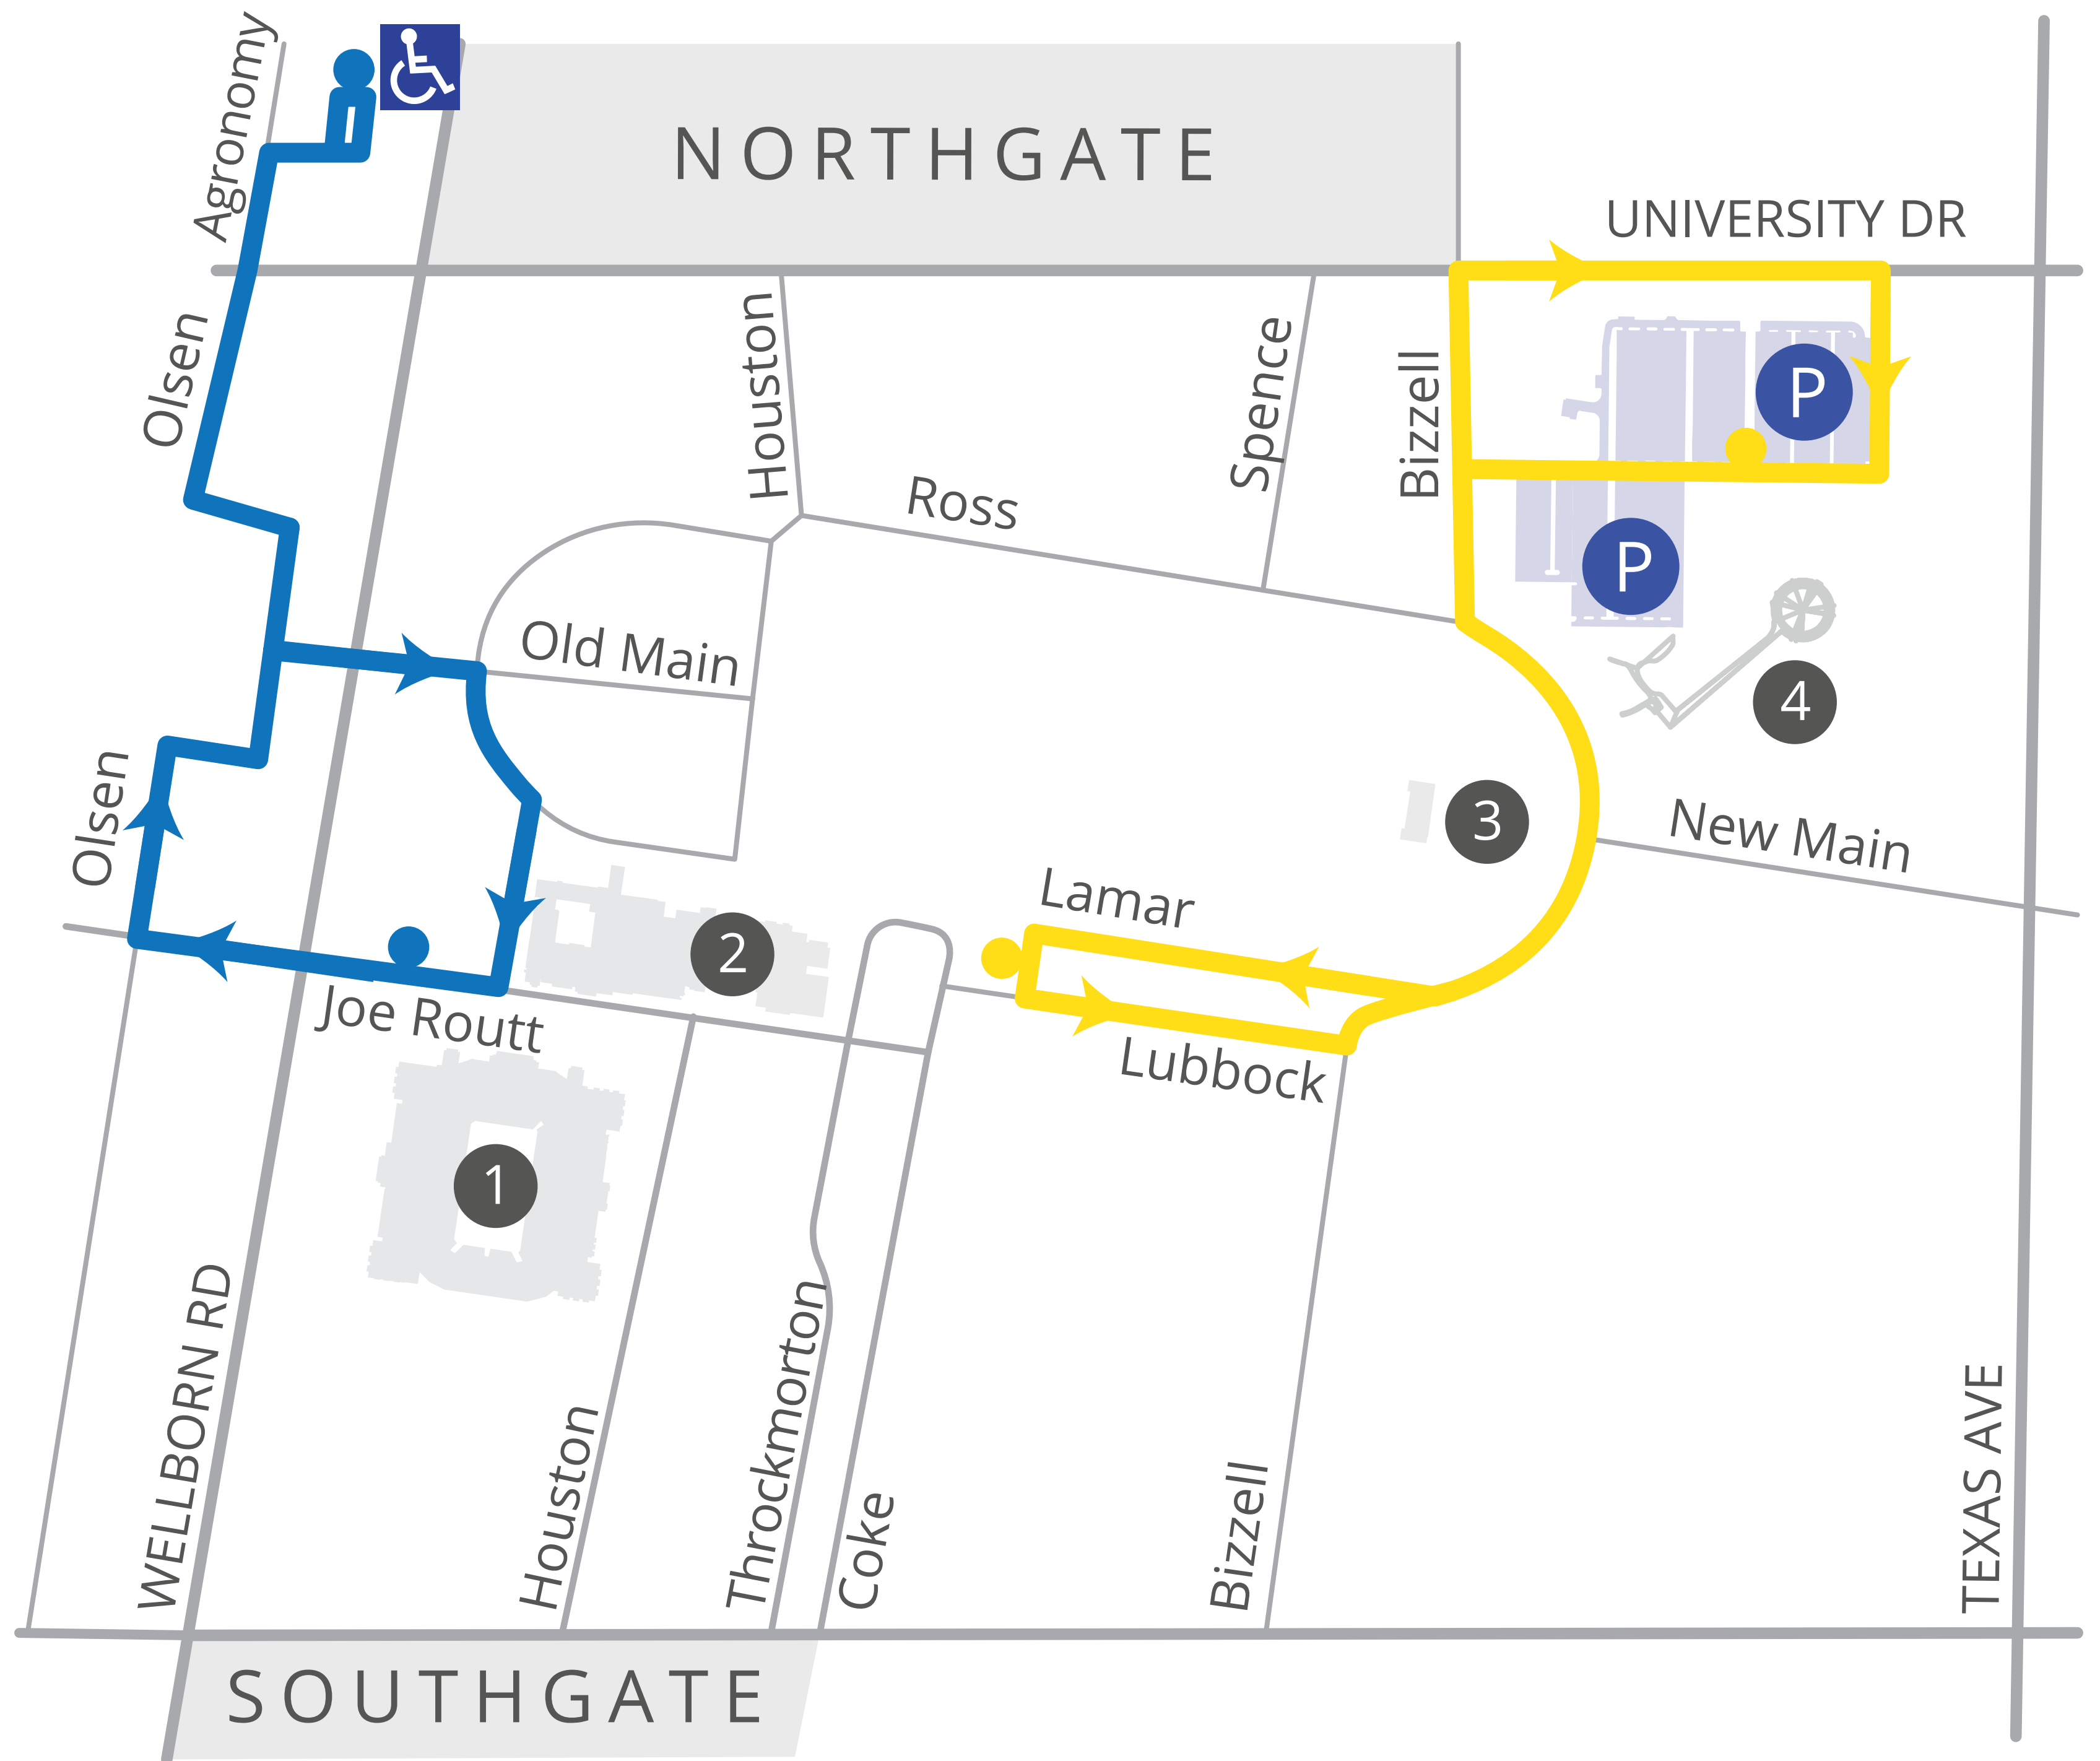 Agronomy
NORTHGATE
UNIVERSITY DR
Olsen
Houston
Spence
Bizzell
P
Ross
P
Old Main
4
Olsen
3
New Main
Lamar
2
Joe Routt
Lubbock
1
WELLBORN RD
Houston
Throckmorton
Coke
Bizzell
TEXAS AVE
SOUTHGATE